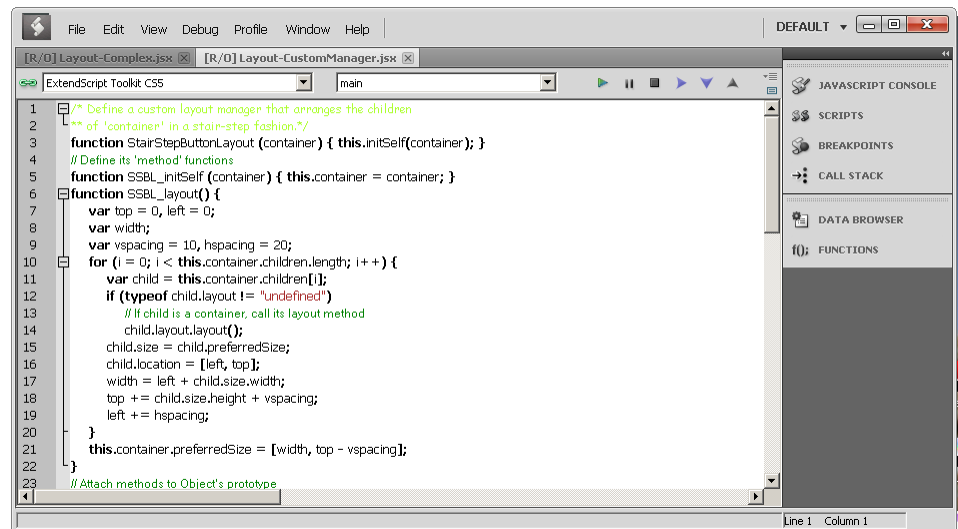 File Edit View Debug Profile Window Help
DEFAULT
[R/O] Layout-Complex.jsx [R/O] Layout-CustomManager.jsx
ExtendScript Toolkit CS5 main
1 /* Define a custom layout manager that arranges the children
2 ** of 'container' in a stair-step fashion.*/
3 function StairStepButtonLayout (container) { this.initSelf(container); }
4 // Define its 'method' functions
5 function SSBL_initSelf (container) { this.container = container; }
6 function SSBL_layout() {
7 var top = 0, left = 0;
8 var width;
9 var vspacing = 10, hspacing = 20;
10 for (i = 0; i < this.container.children.length; i++) {
11 var child = this.container.children[i];
12 if (typeof child.layout != "undefined")
13 // If child is a container, call its layout method
14 child.layout.layout();
15 child.size = child.preferredSize;
16 child.location = [left, top];
17 width = left + child.size.width;
18 top += child.size.height + vspacing;
19 left += hspacing;
20 }
21 this.container.preferredSize = [width, top - vspacing];
22 }
23 // Attach methods to Object's prototype
JAVASCRIPT CONSOLE
SCRIPTS
BREAKPOINTS
CALL STACK
DATA BROWSER
f(); FUNCTIONS
Line 1 Column 1